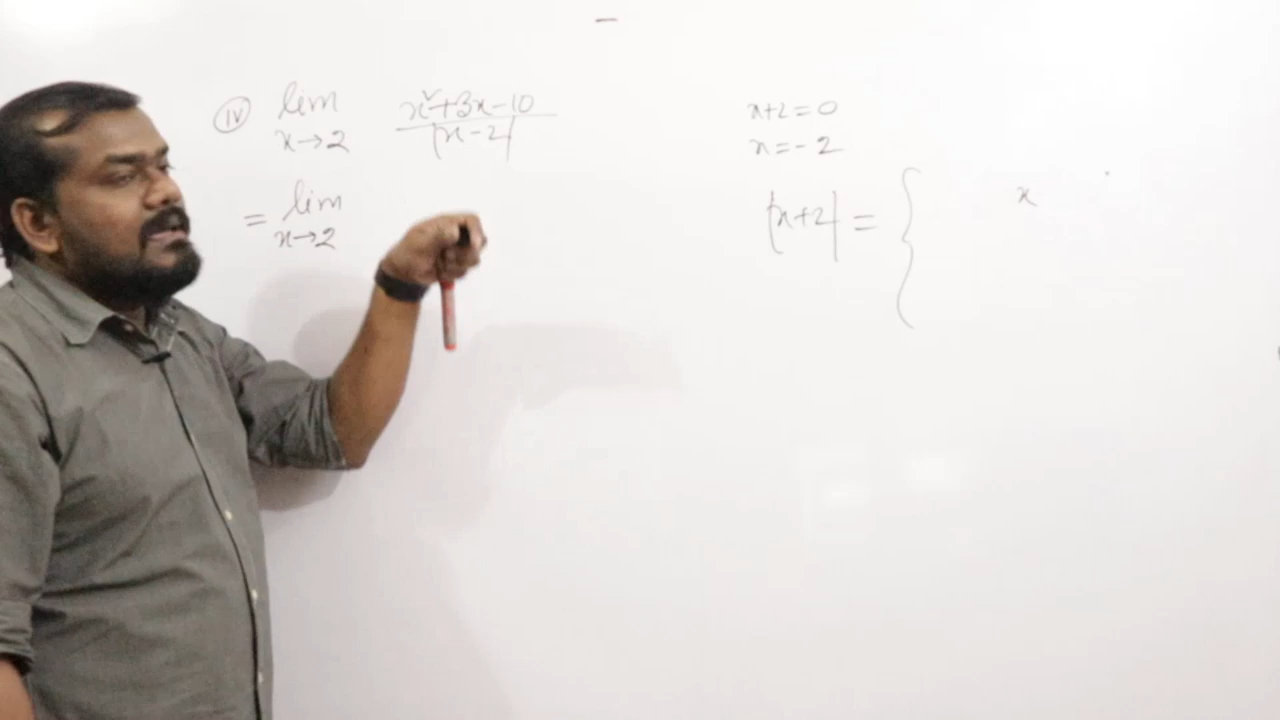 (iv) lim x→2 x²+3x-10 / |x-2|
= lim x→2
x+2=0
x=-2
|x+2| = { x